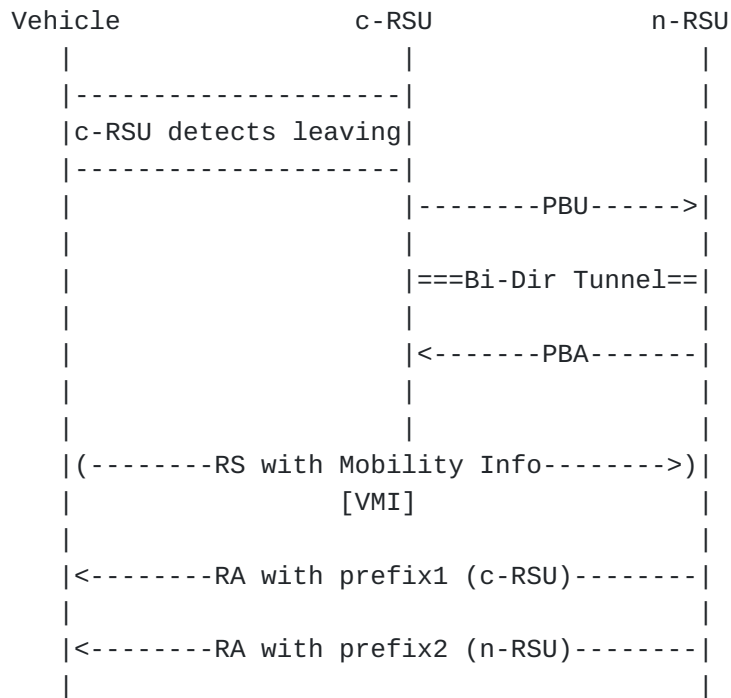 Vehicle c-RSU n-RSU
c-RSU detects leaving
--------PBU------>
===Bi-Dir Tunnel==
<-------PBA-------
(--------RS with Mobility Info-------->)
[VMI]
<--------RA with prefix1 (c-RSU)--------
<--------RA with prefix2 (n-RSU)--------